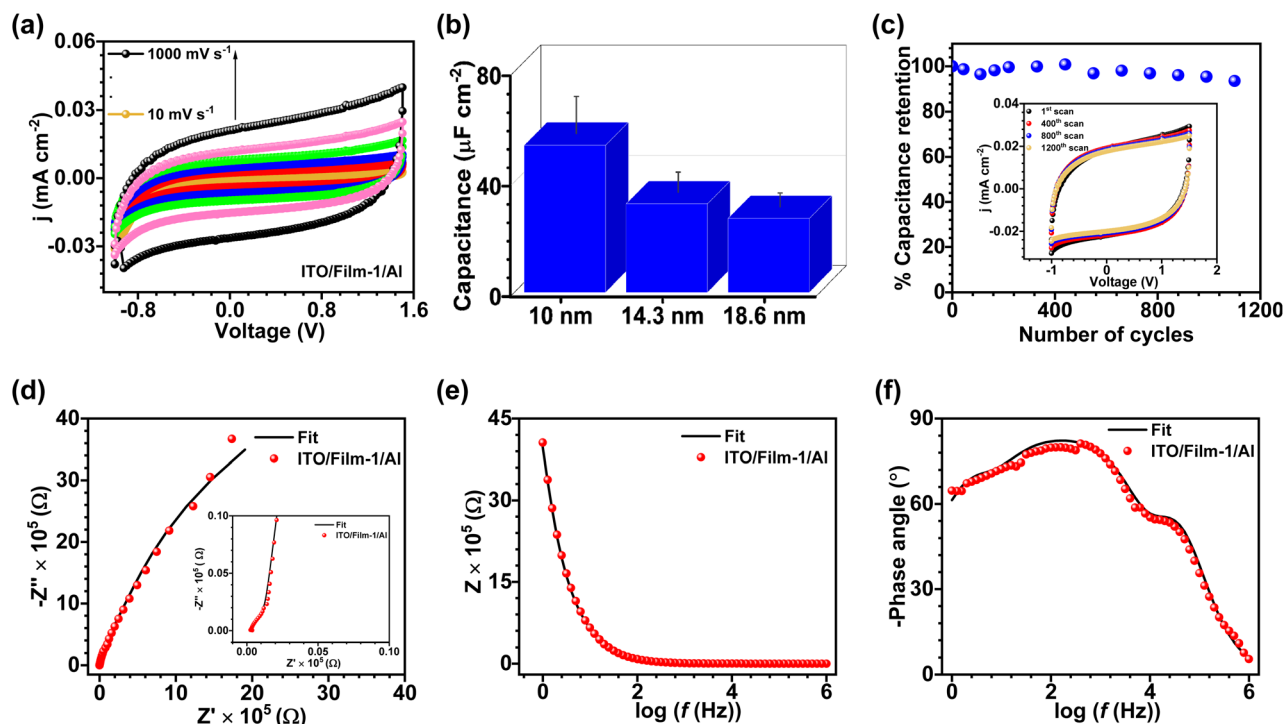 (a)
0.06
0.03
0.00
-0.03
j (mA cm-2)
1000 mV s-1
10 mV s-1
ITO/Film-1/Al
-0.8
0.0
0.8
1.6
Voltage (V)
(b)
80
40
0
Capacitance (µF cm-2)
10 nm
14.3 nm
18.6 nm
(c)
100
80
60
40
20
0
% Capacitance retention
0.04
0.02
0.00
-0.02
j (mA cm-2)
1st scan
400th scan
800th scan
1200th scan
-1
0
1
2
Voltage (V)
0
400
800
1200
Number of cycles
(d)
40
30
20
10
0
-Z'' × 105 (Ω)
Fit
ITO/Film-1/Al
0.10
0.05
0.00
-Z'' × 105 (Ω)
Fit
ITO/Film-1/Al
0.00
0.05
0.10
Z' × 105 (Ω)
0
10
20
30
40
Z' × 105 (Ω)
(e)
60
45
30
15
0
Z × 105 (Ω)
Fit
ITO/Film-1/Al
0
2
4
6
log (f (Hz))
(f)
-90
60
30
0
-Phase angle (°)
Fit
ITO/Film-1/Al
0
2
4
6
log (f (Hz))